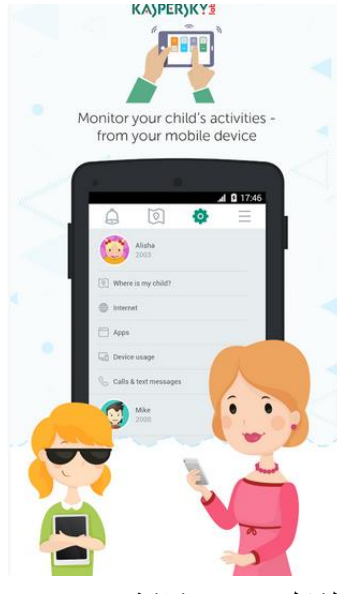 KASPERSKY lab
Monitor your child's activities -
from your mobile device
17:46
Alisha
2003
Where is my child?
Internet
Apps
Device usage
Calls & text messages
Mike
2008